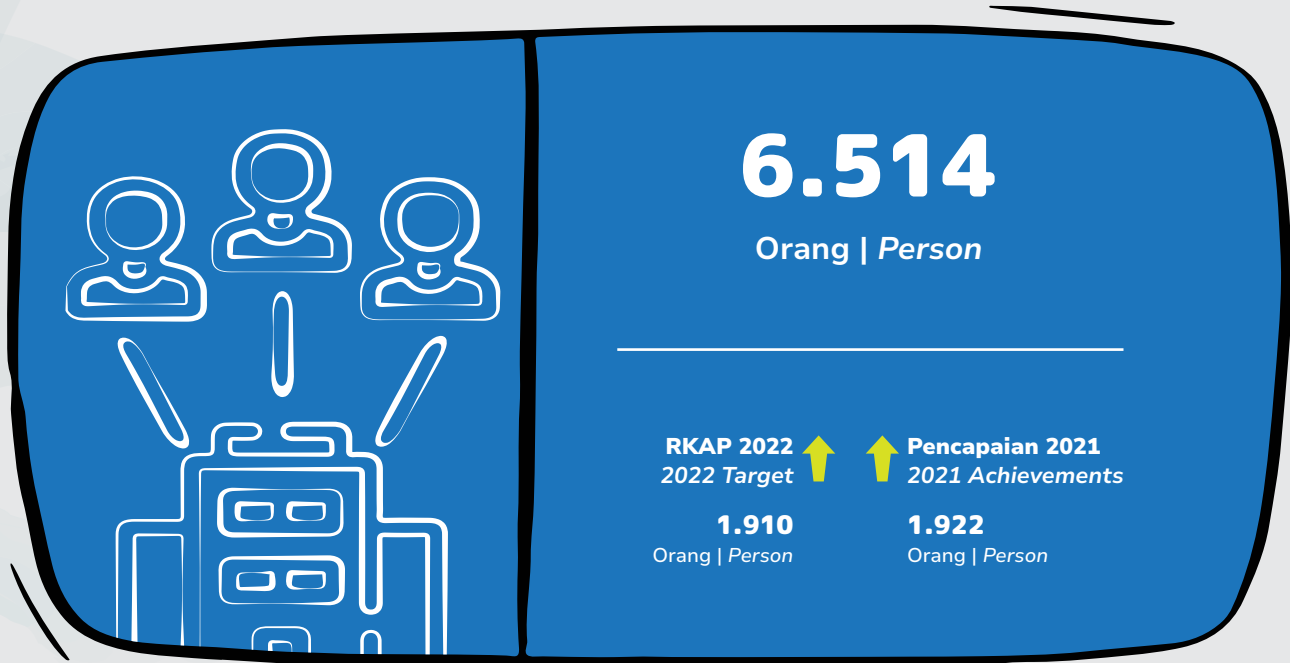 6.514
Orang | Person
RKAP 2022
2022 Target
1.910
Orang | Person
Pencapaian 2021
2021 Achievements
1.922
Orang | Person